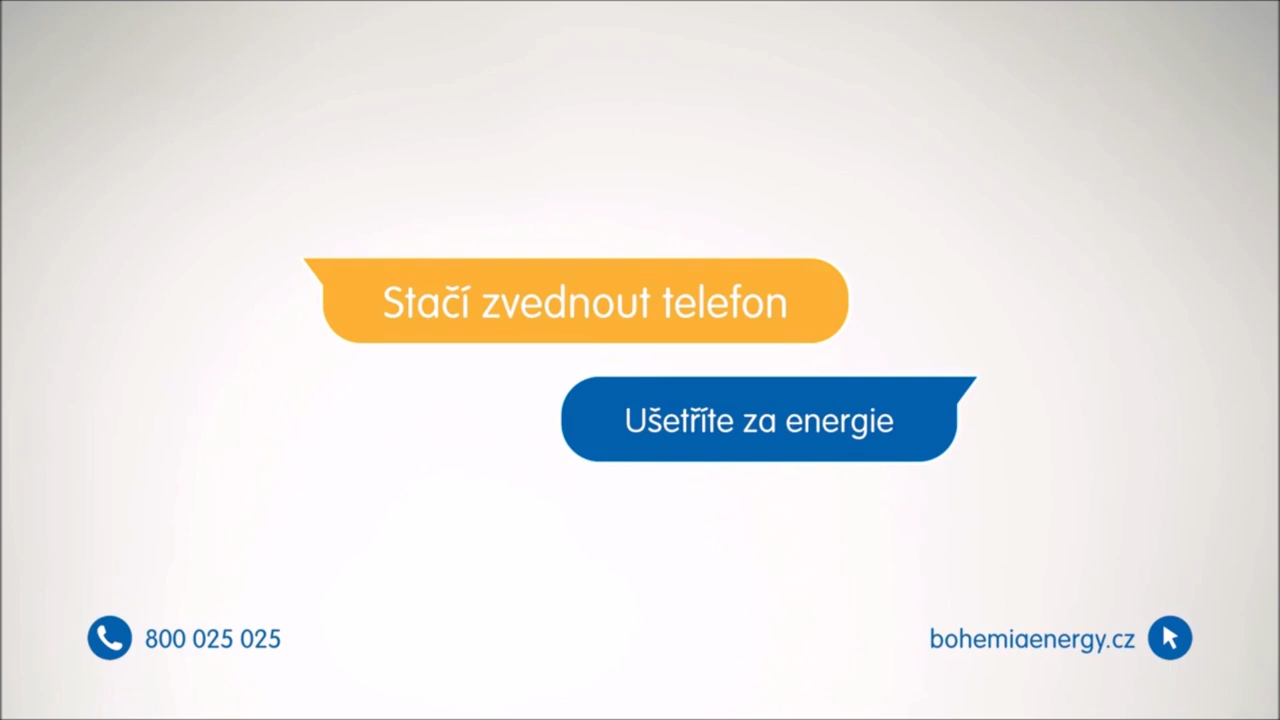 Stačí zvednout telefon
Ušetříte za energie
800 025 025
bohemiaenergy.cz